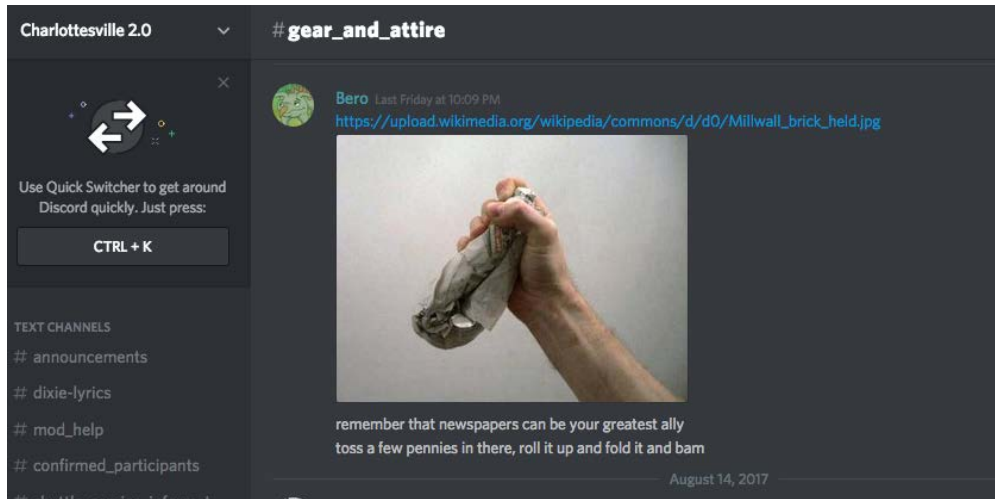 Charlottesville 2.0
#gear_and_attire
Use Quick Switcher to get around
Discord quickly. Just press:
CTRL + K
TEXT CHANNELS
# announcements
# dixie-lyrics
# mod_help
# confirmed_participants
Bero Last Friday at 10:09 PM
https://upload.wikimedia.org/wikipedia/commons/d/d0/Millwall_brick_held.jpg
remember that newspapers can be your greatest ally
toss a few pennies in there, roll it up and fold it and bam
August 14, 2017